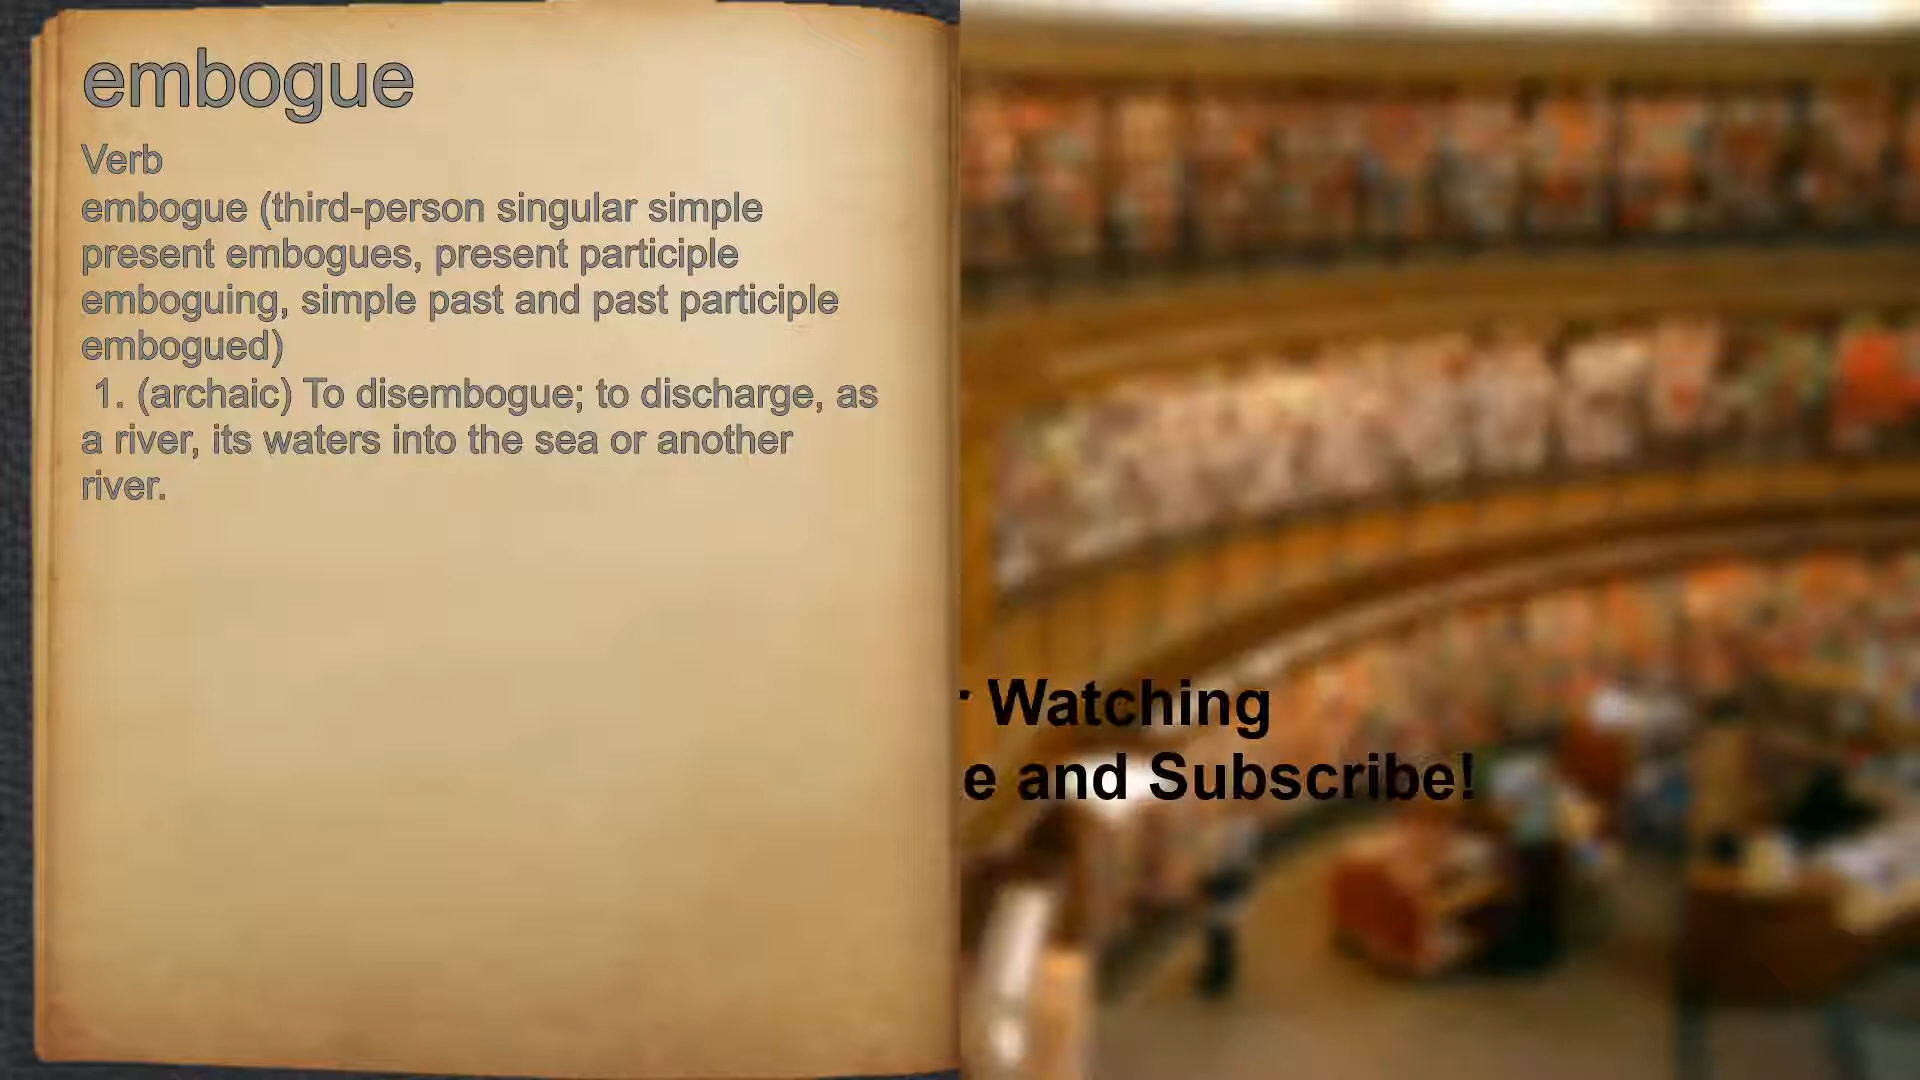 embogue
Verb
embogue (third-person singular simple
present embogues, present participle
emboguing, simple past and past participle
embogued)
1. (archaic) To disembogue; to discharge, as
a river, its waters into the sea or another
river.
r Watching
e and Subscribe!